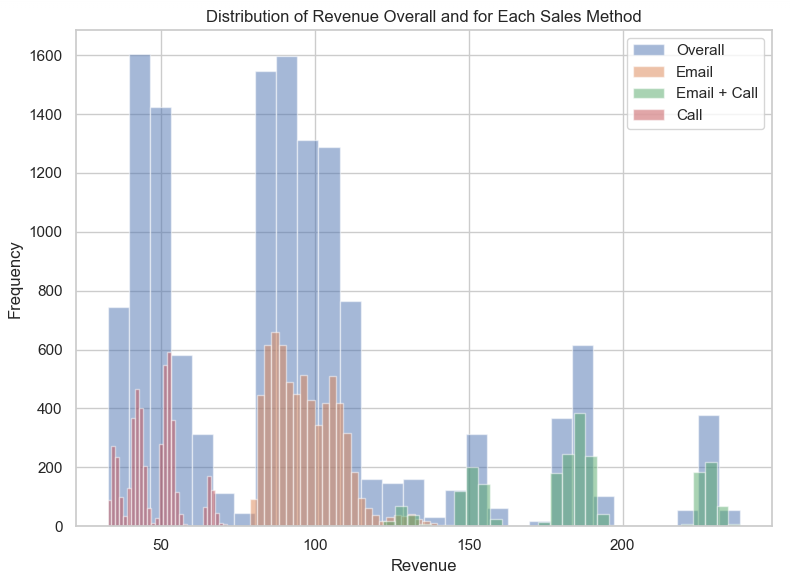 Distribution of Revenue Overall and for Each Sales Method
Overall
Email
Email + Call
Call
1600
1400
1200
1000
800
600
400
200
0
Frequency
50
100
150
200
Revenue